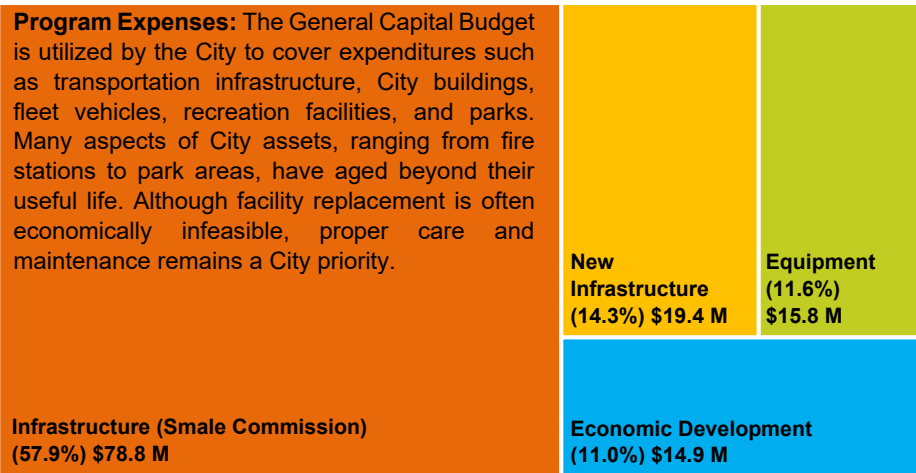 Program Expenses: The General Capital Budget
is utilized by the City to cover expenditures such
as transportation infrastructure, City buildings,
fleet vehicles, recreation facilities, and parks.
Many aspects of City assets, ranging from fire
stations to park areas, have aged beyond their
useful life. Although facility replacement is often
economically infeasible, proper care and
maintenance remains a City priority.
Infrastructure (Smale Commission)
(57.9%) $78.8 M
New
Infrastructure
(14.3%) $19.4 M
Equipment
(11.6%)
$15.8 M
Economic Development
(11.0%) $14.9 M